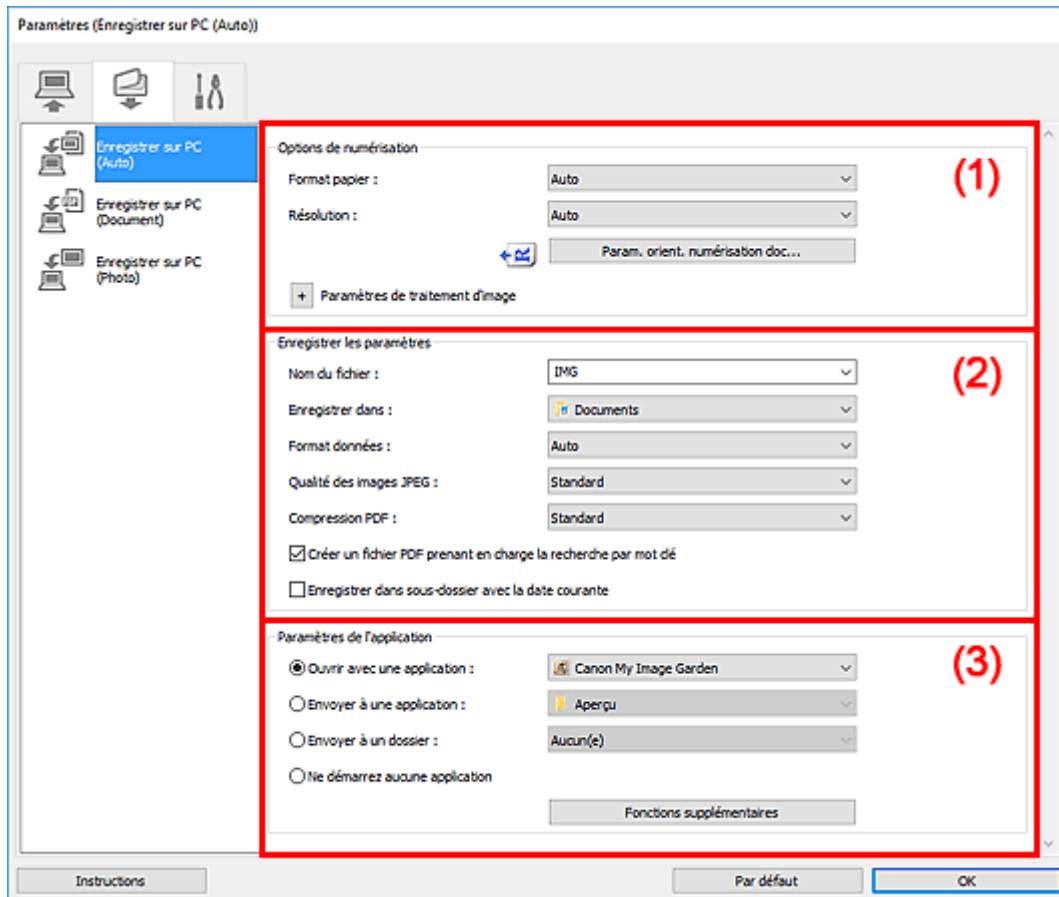 Paramètres (Enregistrer sur PC (Auto))
Enregistrer sur PC
(Auto)
Enregistrer sur PC
(Document)
Enregistrer sur PC
(Photo)
Options de numérisation
(1)
Format papier :
Auto
Résolution :
Auto
Param. orient. numérisation doc...
+ Paramètres de traitement d'image
Enregistrer les paramètres
(2)
Nom du fichier :
IMG
Enregistrer dans :
Documents
Format données :
Auto
Qualité des images JPEG :
Standard
Compression PDF :
Standard
Créer un fichier PDF prenant en charge la recherche par mot clé
Enregistrer dans sous-dossier avec la date courante
Paramètres de l'application
(3)
Ouvrir avec une application :
Canon My Image Garden
Envoyer à une application :
Aperçu
Envoyer à un dossier :
Aucun(e)
Ne démarrez aucune application
Fonctions supplémentaires
Instructions
Par défaut
OK